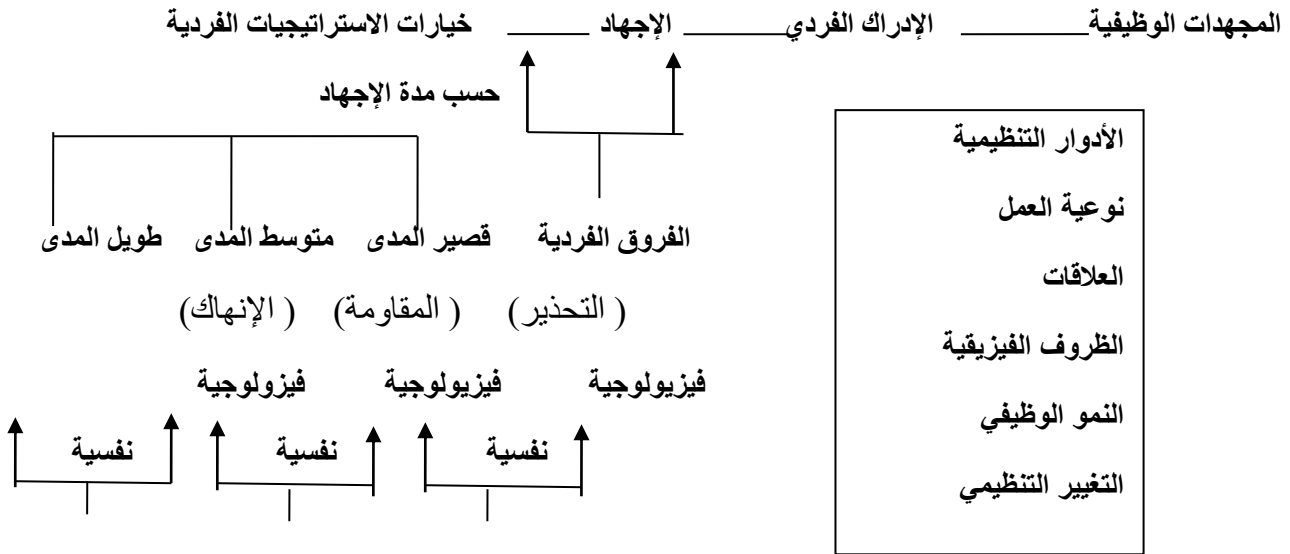 المجهدات الوظيفية الإدراك الفردي الإجهاد خيارات الاستراتيجيات الفردية
حسب مدة الإجهاد
الأدوار التنظيمية
نوعية العمل
العلاقات
الظروف الفيزيقية
النمو الوظيفي
التغيير التنظيمي
الفروق الفردية قصير المدى متوسط المدى طويل المدى
( التحذير) ( المقاومة) ( الإنهاك)
فيزيولوجية فيزيولوجية فيزولوجية
نفسية نفسية نفسية